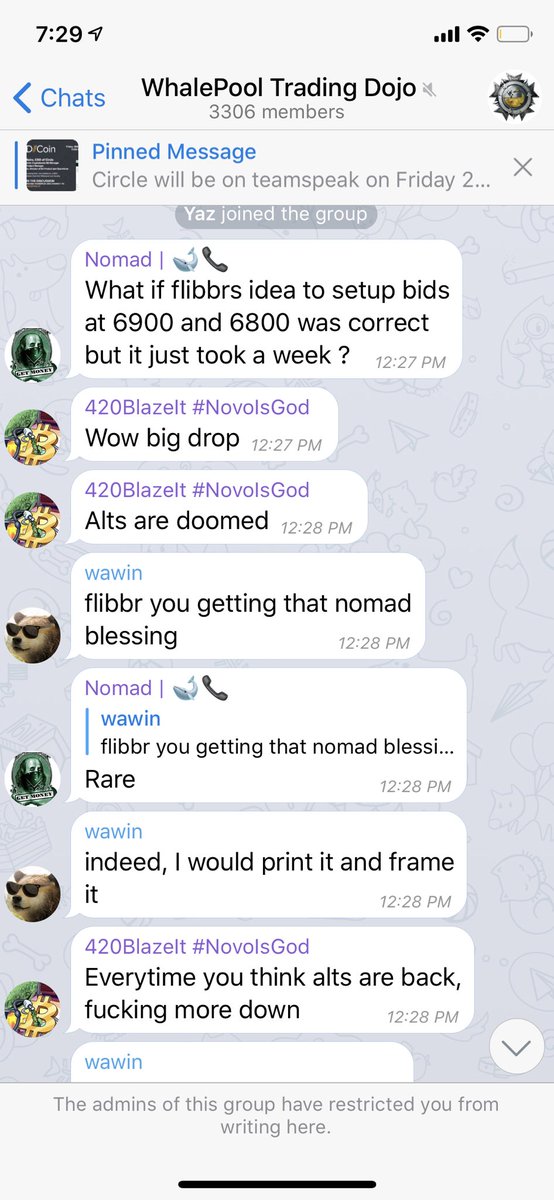 7:29
Chats
WhalePool Trading Dojo
3306 members
Pinned Message
Circle will be on teamspeak on Friday 2...
Yaz joined the group
Nomad | 🐳📞
What if flibbrs idea to setup bids
at 6900 and 6800 was correct
but it just took a week ?
12:27 PM
GET MONEY
420BlazeIt #NovoIsGod
Wow big drop
12:27 PM
420BlazeIt #NovoIsGod
Alts are doomed
12:28 PM
wawin
flibbr you getting that nomad
blessing
12:28 PM
Nomad | 🐳📞
wawin
flibbr you getting that nomad blessi...
Rare
12:28 PM
GET MONEY
wawin
indeed, I would print it and frame
it
12:28 PM
420BlazeIt #NovoIsGod
Everytime you think alts are back,
fucking more down
12:28 PM
wawin
The admins of this group have restricted you from
writing here.